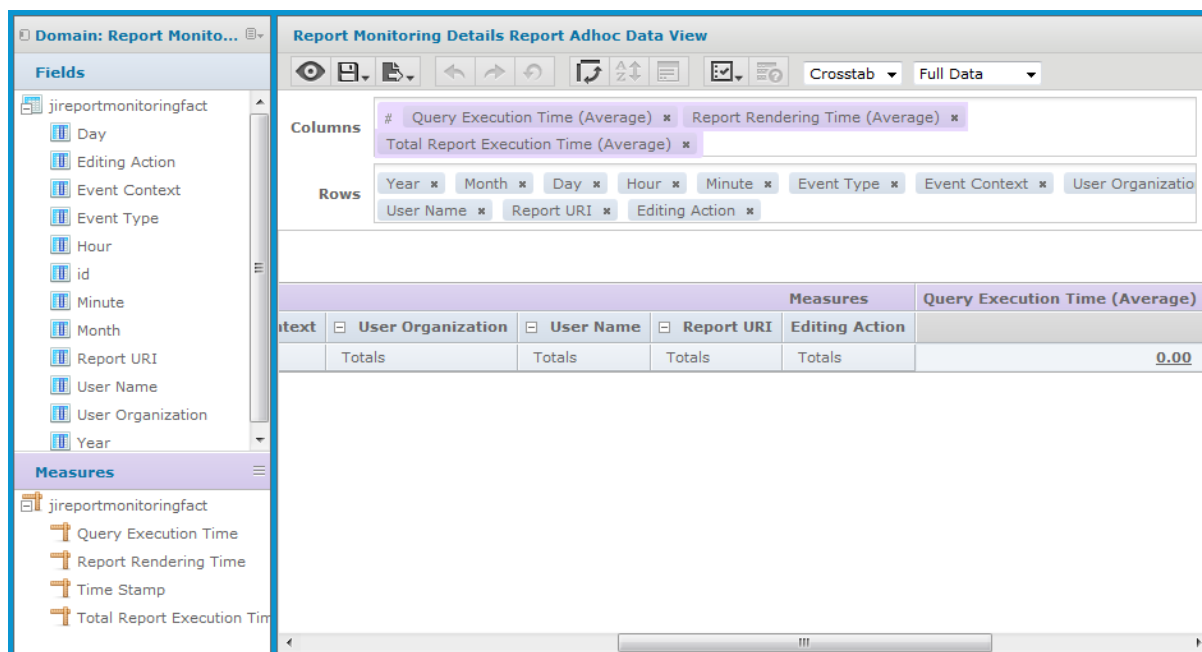 Domain: Report Monito...
Fields
jireportmonitoringfact
Day
Editing Action
Event Context
Event Type
Hour
id
Minute
Month
Report URI
User Name
User Organization
Year
Measures
jireportmonitoringfact
Query Execution Time
Report Rendering Time
Time Stamp
Total Report Execution Tim
Report Monitoring Details Report Adhoc Data View
Crosstab Full Data
Columns # Query Execution Time (Average) × Report Rendering Time (Average) ×
Total Report Execution Time (Average) ×
Rows Year × Month × Day × Hour × Minute × Event Type × Event Context × User Organizatio
User Name × Report URI × Editing Action ×
Measures Query Execution Time (Average)
ntext User Organization User Name Report URI Editing Action
Totals Totals Totals Totals 0.00